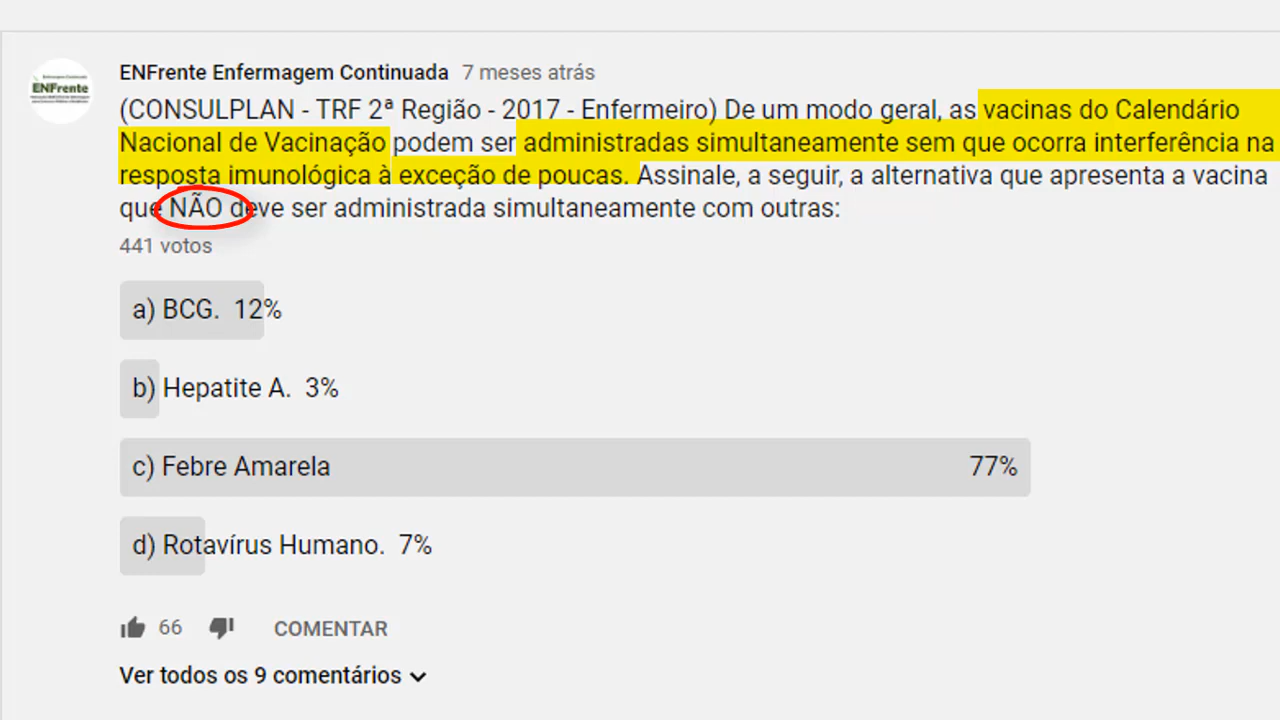 ENFrente
ENFrente Enfermagem Continuada 7 meses atrás
(CONSULPLAN - TRF 2ª Região - 2017 - Enfermeiro) De um modo geral, as vacinas do Calendário
Nacional de Vacinação podem ser administradas simultaneamente sem que ocorra interferência na
resposta imunológica à exceção de poucas. Assinale, a seguir, a alternativa que apresenta a vacina
que NÃO deve ser administrada simultaneamente com outras:
441 votos
a) BCG. 12%
b) Hepatite A. 3%
c) Febre Amarela 77%
d) Rotavírus Humano. 7%
66 COMENTAR
Ver todos os 9 comentários